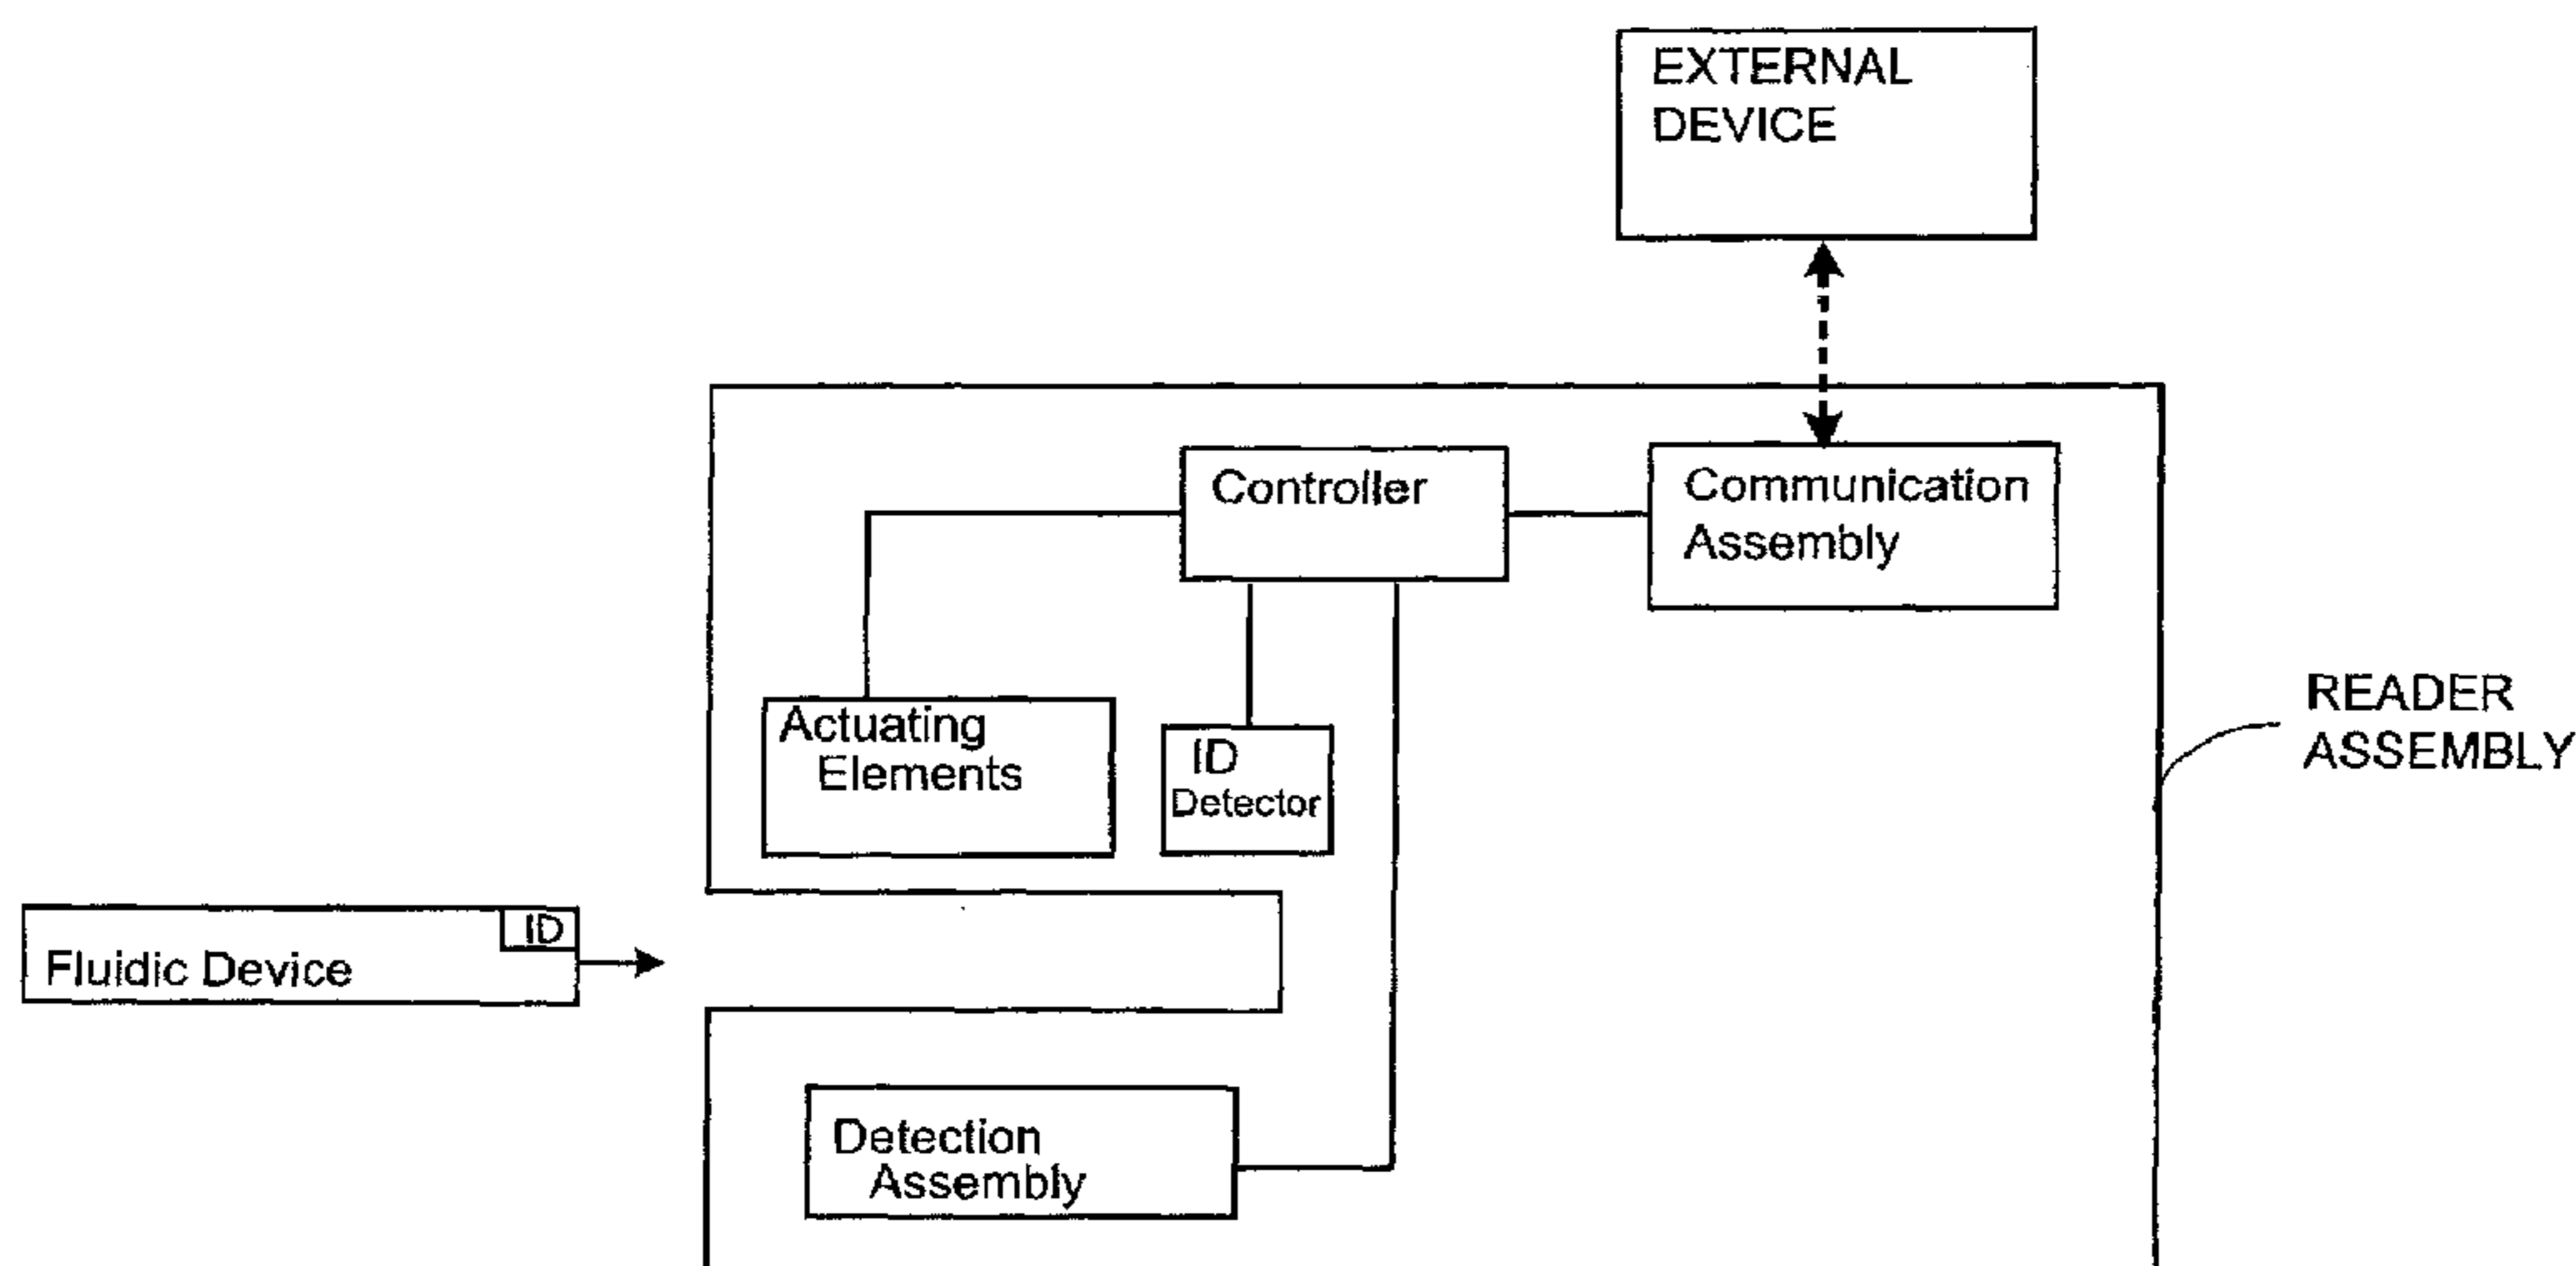 EXTERNAL
DEVICE
Controller
Communication
Assembly
READER
ASSEMBLY
Actuating
Elements
ID
Detector
ID
Fluidic Device
Detection
Assembly